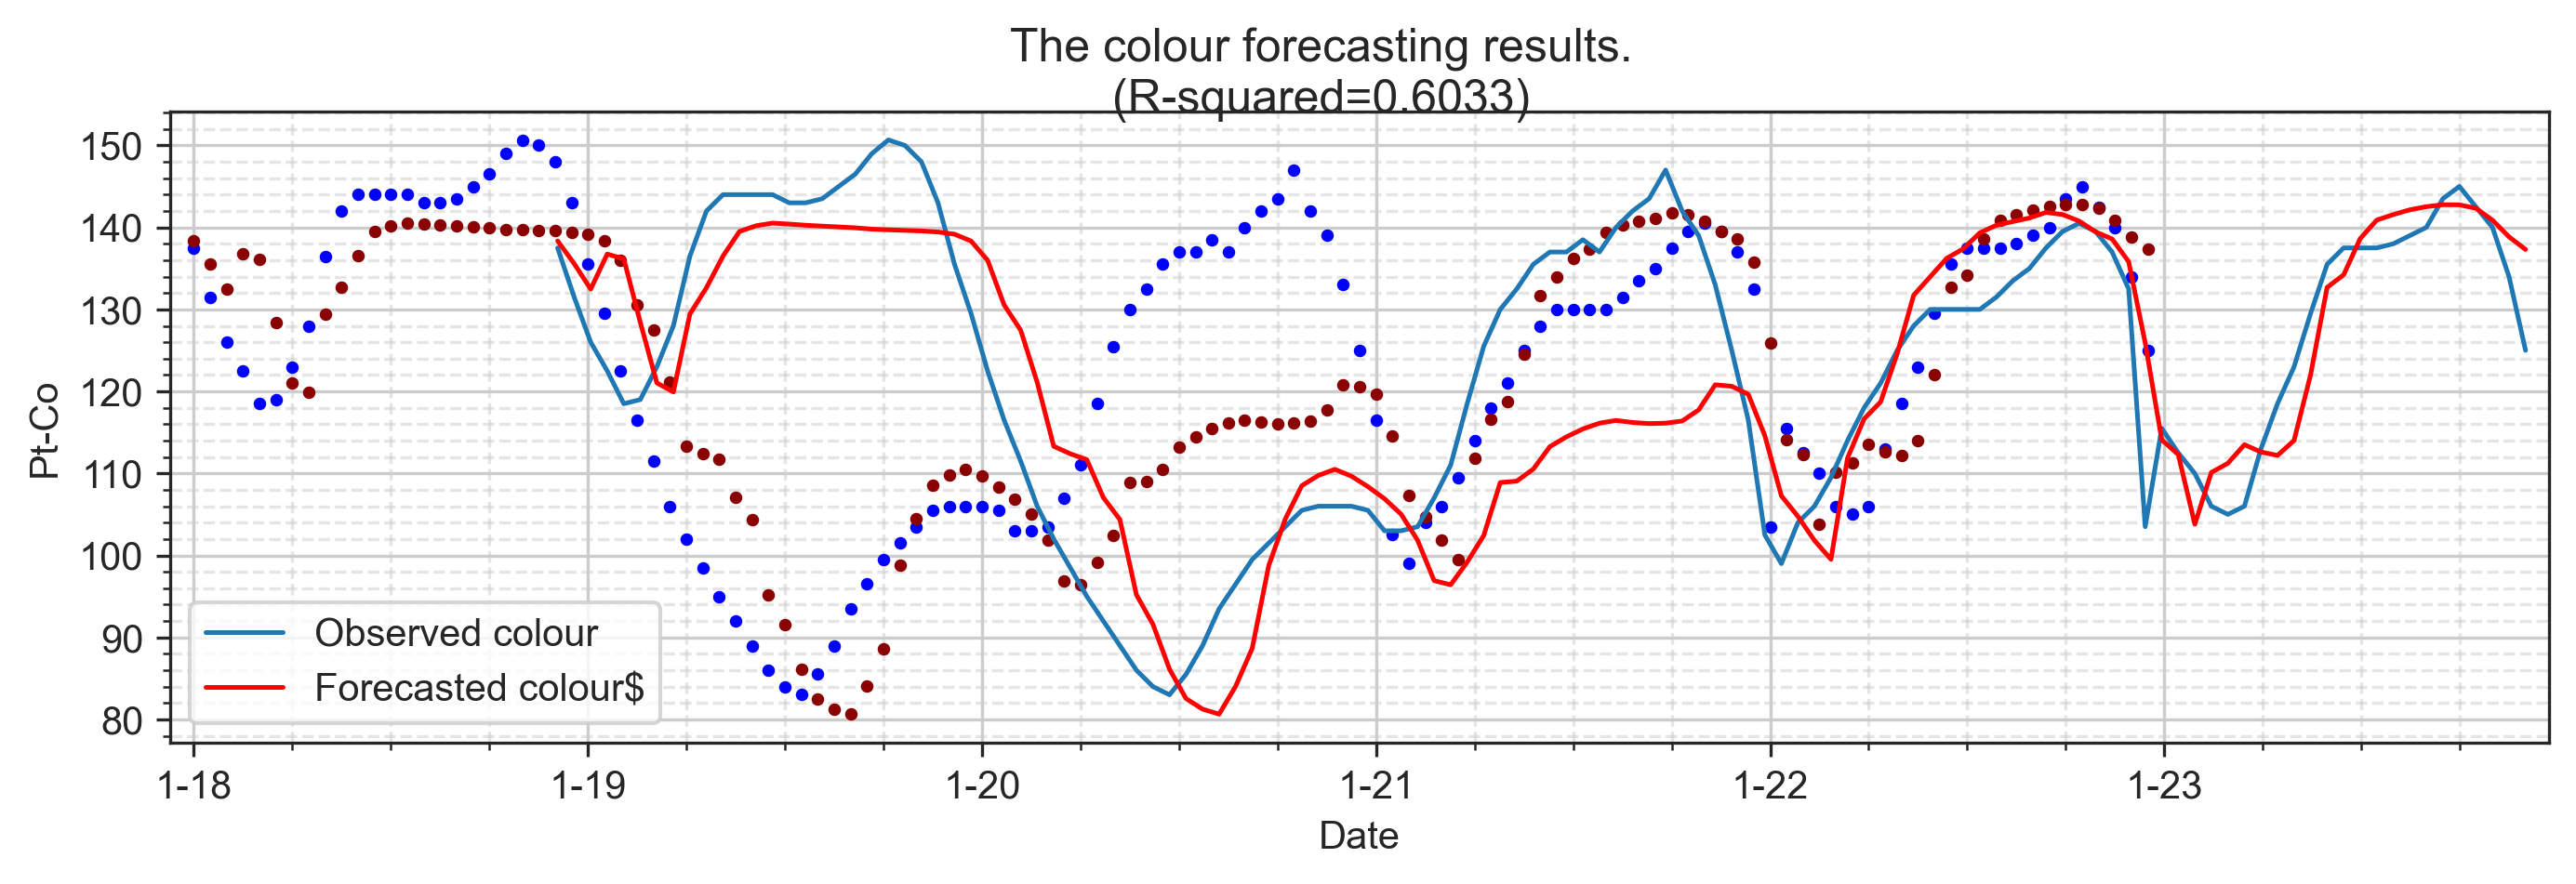 The colour forecasting results.
(R-squared=0.6033)
150
140
130
120
110
100
90
80
Pt-Co
Observed colour
Forecasted colour$
1-18 1-19 1-20 1-21 1-22 1-23
Date